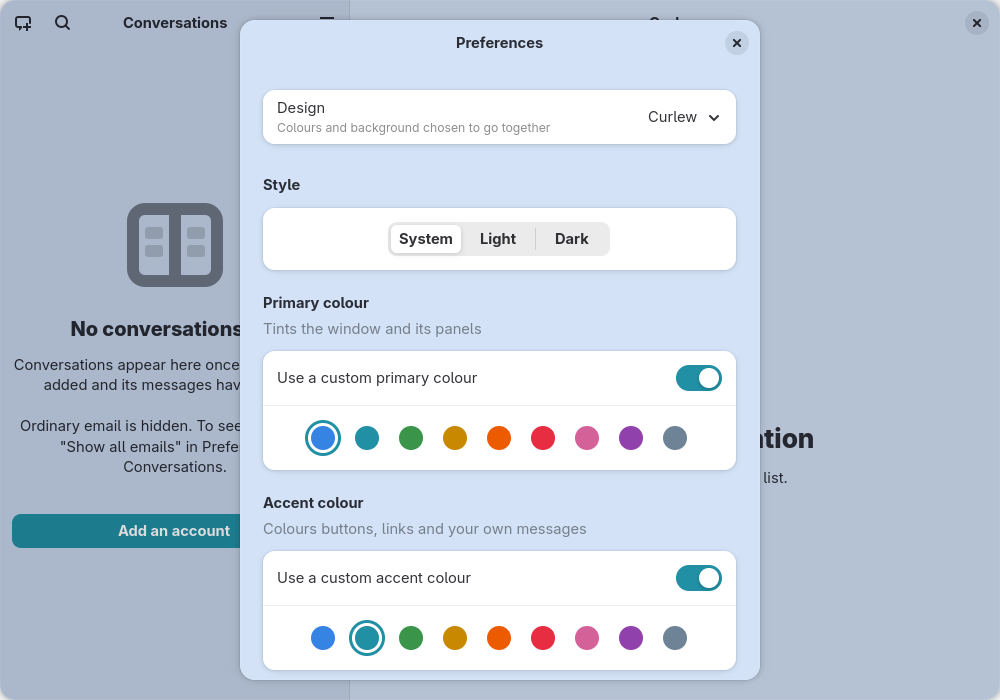 Conversations
Preferences
Design
Colours and background chosen to go together
Curlew
Style
System Light Dark
Primary colour
Tints the window and its panels
Use a custom primary colour
Accent colour
Colours buttons, links and your own messages
Use a custom accent colour
No conversations
Conversations appear here once
added and its messages
Ordinary email is hidden. To see
"Show all emails" in
Conversations.
Add an account
list.